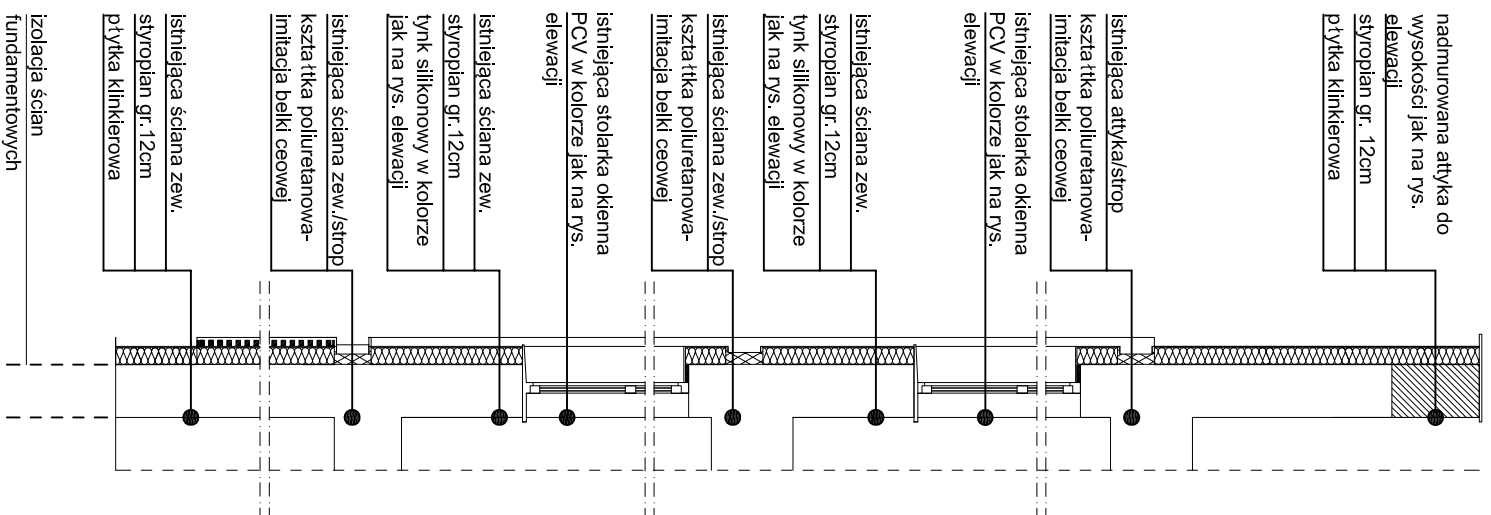 nadmurowana attyka do
wysokości jak na rys.
elewacji
styropian gr. 12cm
płytka klinkierowa
istniejąca attyka/strop
kształtka poliuretanowa-
imitacja belki ceowej
istniejąca stolarka okienna
PCV w kolorze jak na rys.
elewacji
istniejąca ściana zew.
styropian gr.12cm
tynk silikonowy w kolorze
jak na rys. elewacji
istniejąca ściana zew./strop
kształtka poliuretanowa-
imitacja belki ceowej
istniejąca stolarka okienna
PCV w kolorze jak na rys.
elewacji
istniejąca ściana zew.
styropian gr.12cm
tynk silikonowy w kolorze
jak na rys. elewacji
istniejąca ściana zew./strop
kształtka poliuretanowa-
imitacja belki ceowej
istniejąca ściana zew.
styropian gr.12cm
płytka klinkierowa
izolacja ścian
fundamentowych